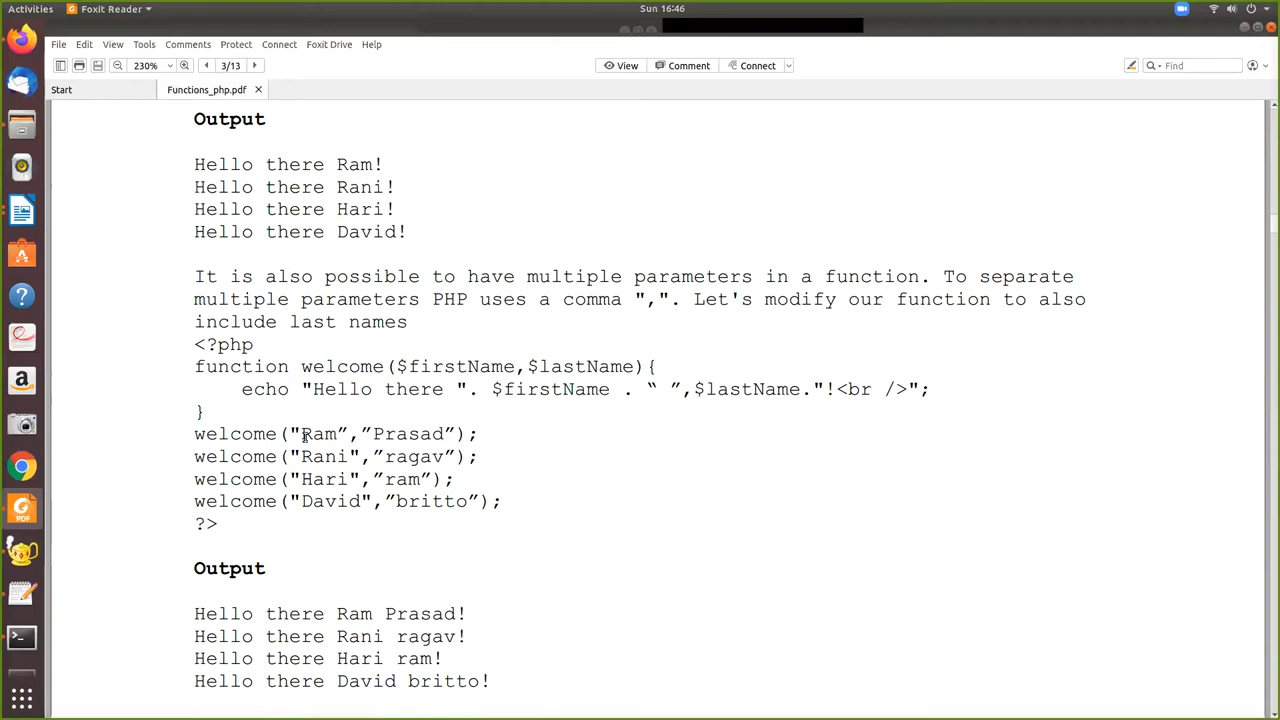 Activities Foxit Reader Sun 16:46
File Edit View Tools Comments Protect Connect Foxit Drive Help
230% 3/13 View Comment Connect Find
Start Functions_php.pdf
Output
Hello there Ram!
Hello there Rani!
Hello there Hari!
Hello there David!
It is also possible to have multiple parameters in a function. To separate
multiple parameters PHP uses a comma ",". Let's modify our function to also
include last names
<?php
function welcome($firstName,$lastName){
echo "Hello there ". $firstName . “ ”,$lastName."!<br />";
}
welcome("Ram”,”Prasad”);
welcome("Rani",”ragav”);
welcome("Hari",”ram”);
welcome("David",”britto”);
?>
Output
Hello there Ram Prasad!
Hello there Rani ragav!
Hello there Hari ram!
Hello there David britto!